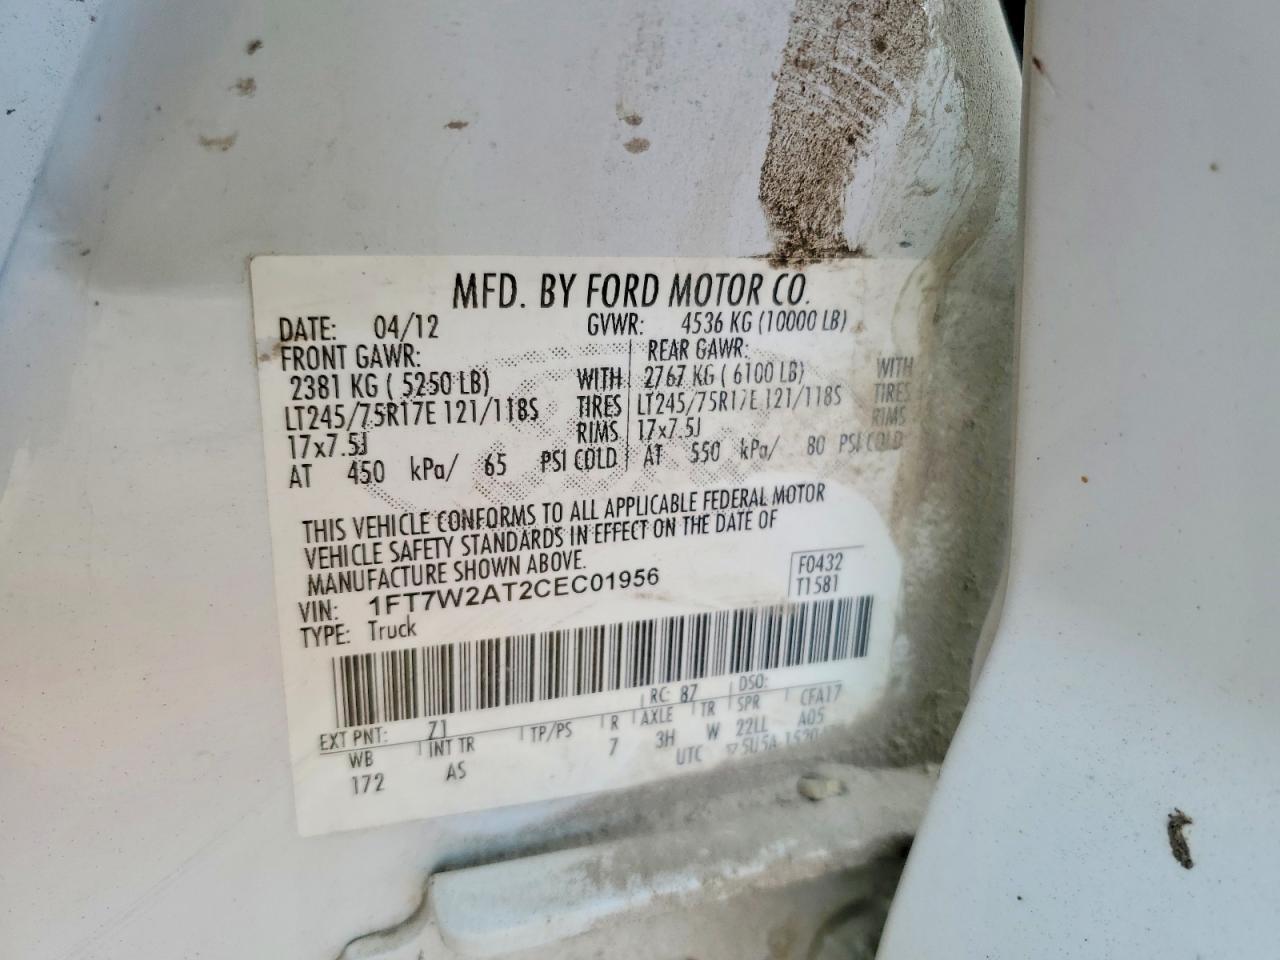 MFD. BY FORD MOTOR CO.
DATE: 04/12 GVWR: 4536 KG (10000 LB)
FRONT GAWR: REAR GAWR:
2381 KG ( 5250 LB) WITH 2767 KG ( 6100 LB) WITH
LT245/75R17E 121/118S TIRES LT245/75R17E 121/118S TIRES
17x7.5J RIMS 17x7.5J RIMS
AT 450 kPa/ 65 PSI COLD AT 550 kPa/ 80 PSI COLD
THIS VEHICLE CONFORMS TO ALL APPLICABLE FEDERAL MOTOR
VEHICLE SAFETY STANDARDS IN EFFECT ON THE DATE OF
MANUFACTURE SHOWN ABOVE.
VIN: 1FT7W2AT2CEC01956 F0432
TYPE: Truck T1581
EXT PNT: Z1 RC: 87 DSO:
WB INT TR TP/PS R AXLE TR SPR CFA17
172 AS 7 3H W 22LL A05
UTC